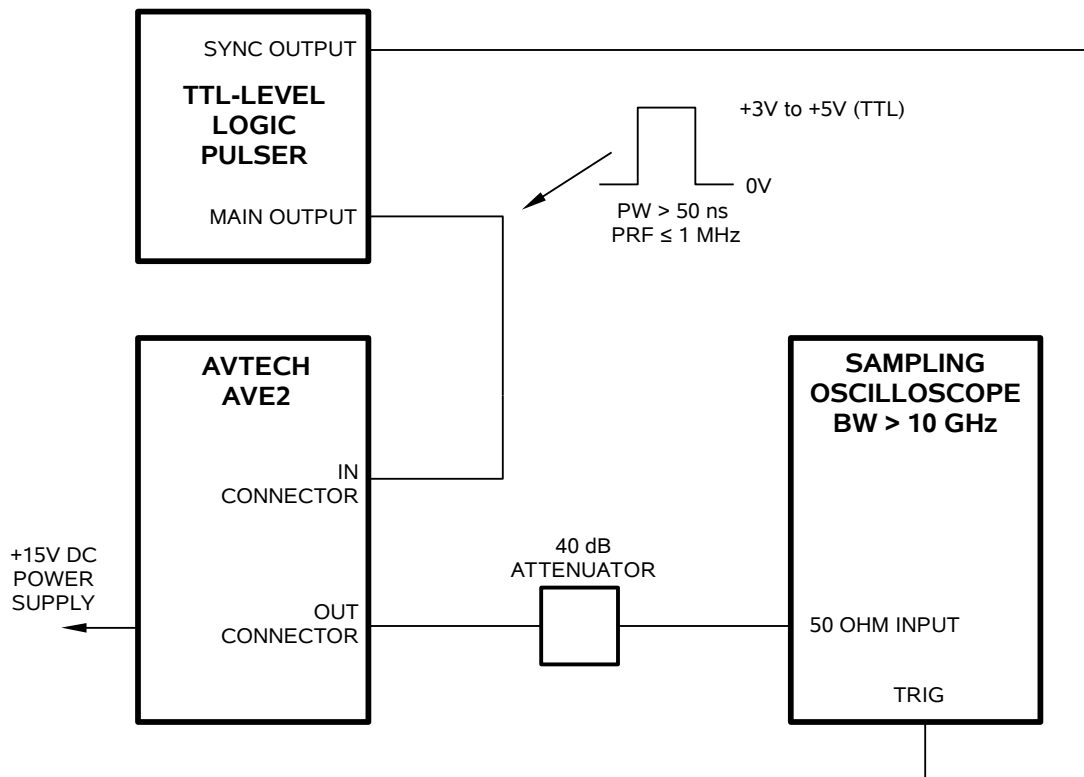 SYNC OUTPUT
TTL-LEVEL
LOGIC
PULSER
MAIN OUTPUT
+3V to +5V (TTL)
0V
PW > 50 ns
PRF ≤ 1 MHz
AVTECH
AVE2
IN
CONNECTOR
OUT
CONNECTOR
+15V DC
POWER
SUPPLY
40 dB
ATTENUATOR
SAMPLING
OSCILLOSCOPE
BW > 10 GHz
50 OHM INPUT
TRIG